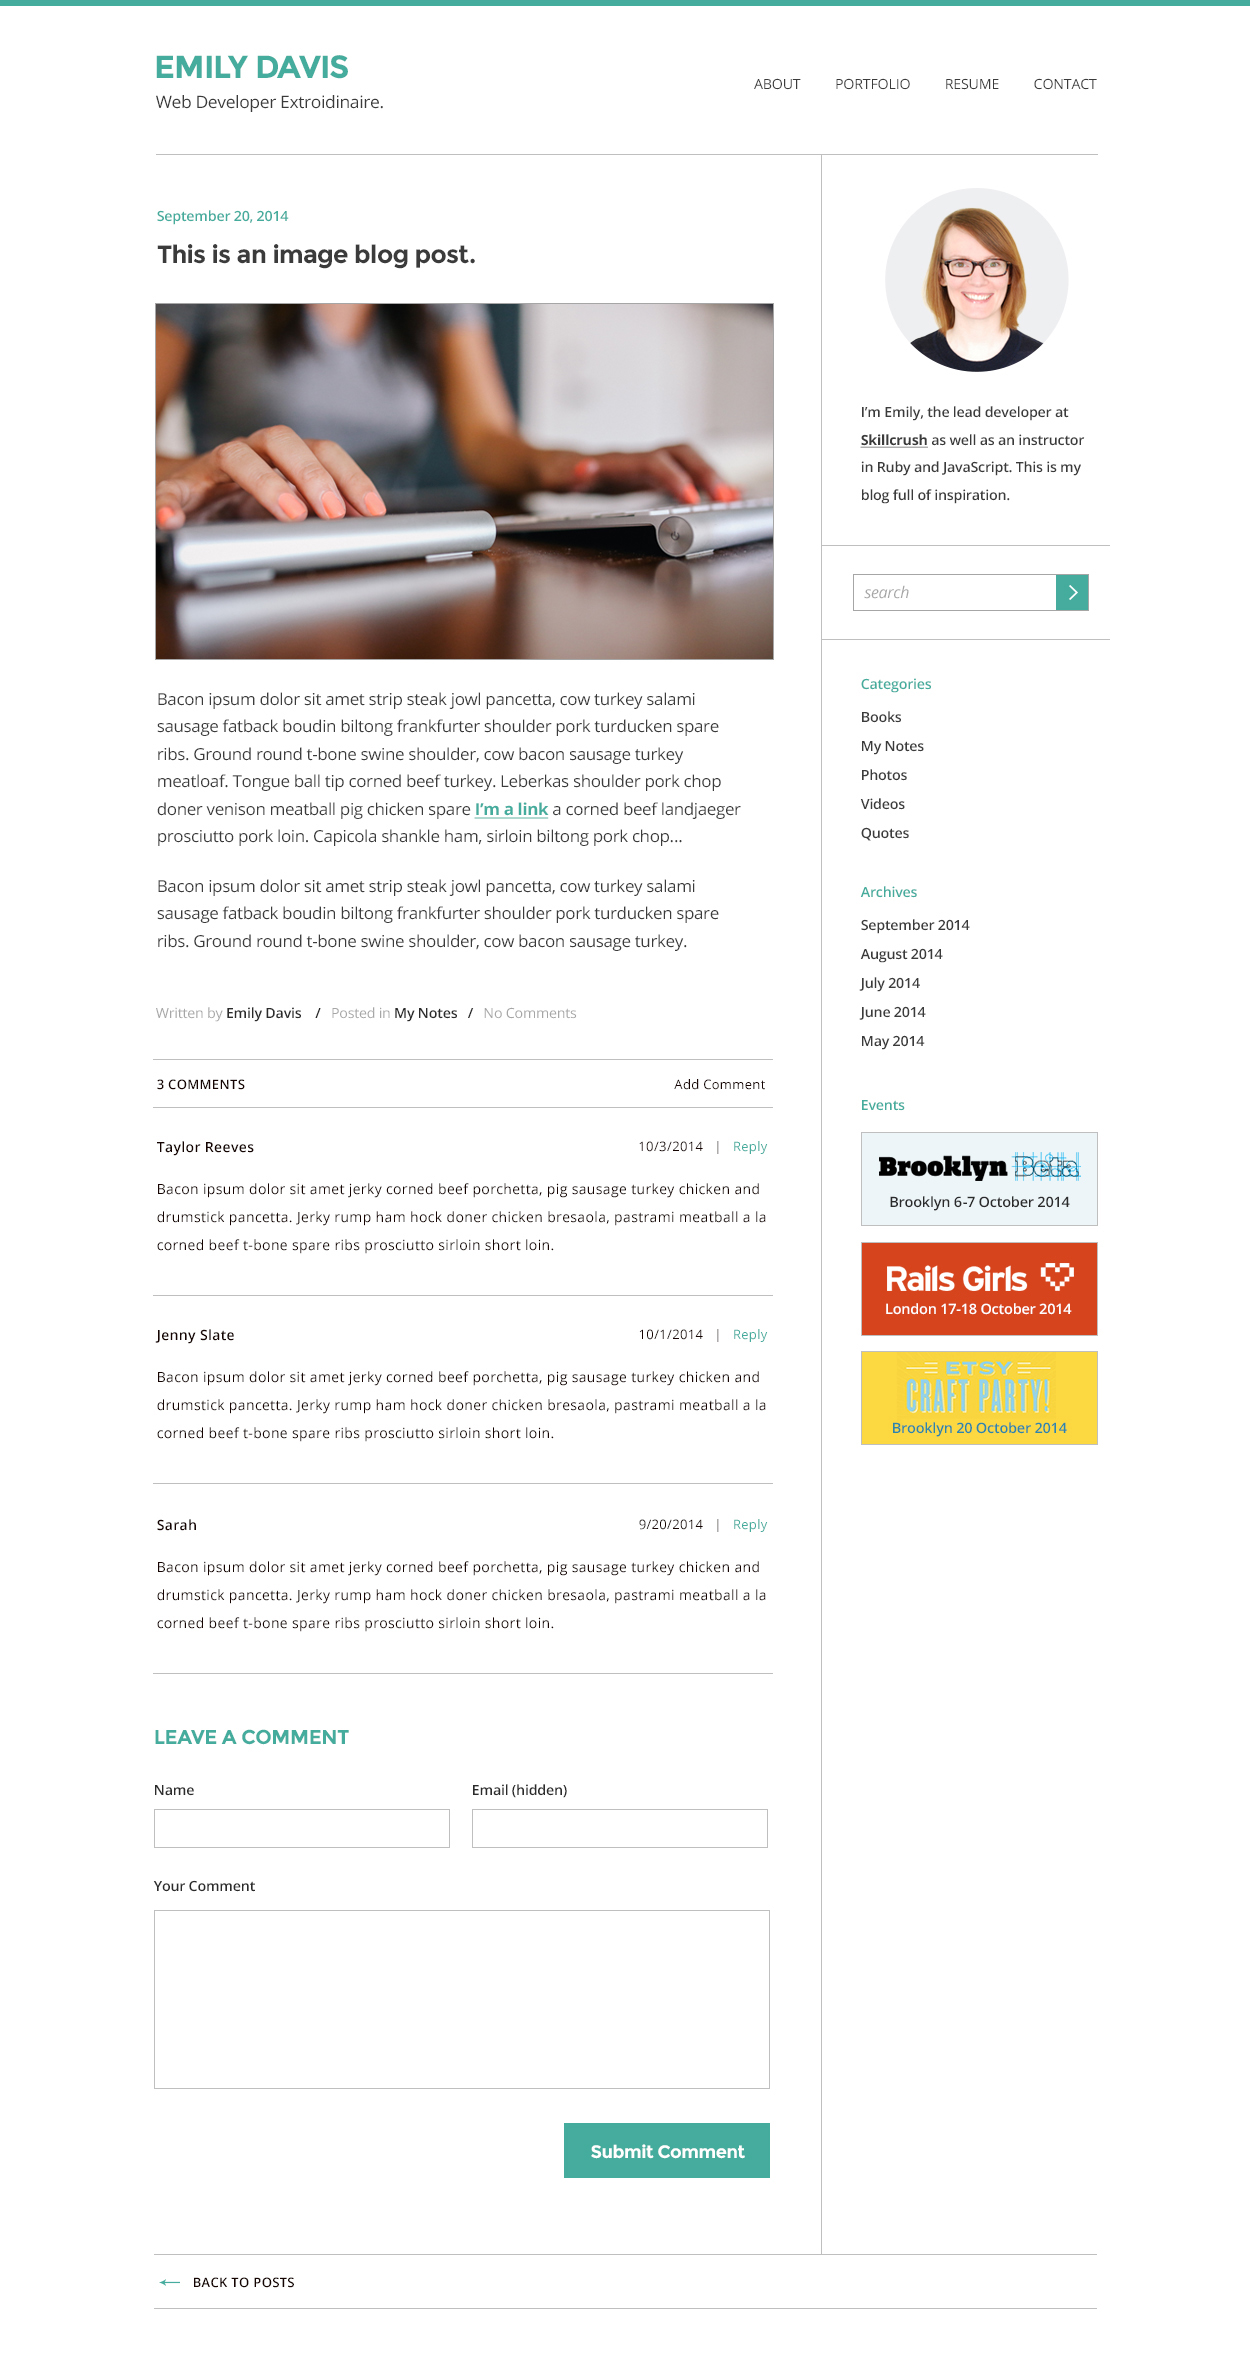 EMILY DAVIS
Web Developer Extroidinaire.
ABOUT PORTFOLIO RESUME CONTACT
September 20, 2014
This is an image blog post.
Bacon ipsum dolor sit amet strip steak jowl pancetta, cow turkey salami
sausage fatback boudin biltong frankfurter shoulder pork turducken spare
ribs. Ground round t-bone swine shoulder, cow bacon sausage turkey
meatloaf. Tongue ball tip corned beef turkey. Leberkas shoulder pork chop
doner venison meatball pig chicken spare I'm a link a corned beef landjaeger
prosciutto pork loin. Capicola shankle ham, sirloin biltong pork chop...
Bacon ipsum dolor sit amet strip steak jowl pancetta, cow turkey salami
sausage fatback boudin biltong frankfurter shoulder pork turducken spare
ribs. Ground round t-bone swine shoulder, cow bacon sausage turkey.
Written by Emily Davis / Posted in My Notes / No Comments
3 COMMENTS Add Comment
Taylor Reeves 10/3/2014 | Reply
Bacon ipsum dolor sit amet jerky corned beef porchetta, pig sausage turkey chicken and
drumstick pancetta. Jerky rump ham hock doner chicken bresaola, pastrami meatball a la
corned beef t-bone spare ribs prosciutto sirloin short loin.
Jenny Slate 10/1/2014 | Reply
Bacon ipsum dolor sit amet jerky corned beef porchetta, pig sausage turkey chicken and
drumstick pancetta. Jerky rump ham hock doner chicken bresaola, pastrami meatball a la
corned beef t-bone spare ribs prosciutto sirloin short loin.
Sarah 9/20/2014 | Reply
Bacon ipsum dolor sit amet jerky corned beef porchetta, pig sausage turkey chicken and
drumstick pancetta. Jerky rump ham hock doner chicken bresaola, pastrami meatball a la
corned beef t-bone spare ribs prosciutto sirloin short loin.
LEAVE A COMMENT
Name Email (hidden)
Your Comment
Submit Comment
I'm Emily, the lead developer at
Skillcrush as well as an instructor
in Ruby and JavaScript. This is my
blog full of inspiration.
search
Categories
Books
My Notes
Photos
Videos
Quotes
Archives
September 2014
August 2014
July 2014
June 2014
May 2014
Events
Brooklyn Beta
Brooklyn 6-7 October 2014
Rails Girls
London 17-18 October 2014
ETSY
CRAFT PARTY!
Brooklyn 20 October 2014
BACK TO POSTS